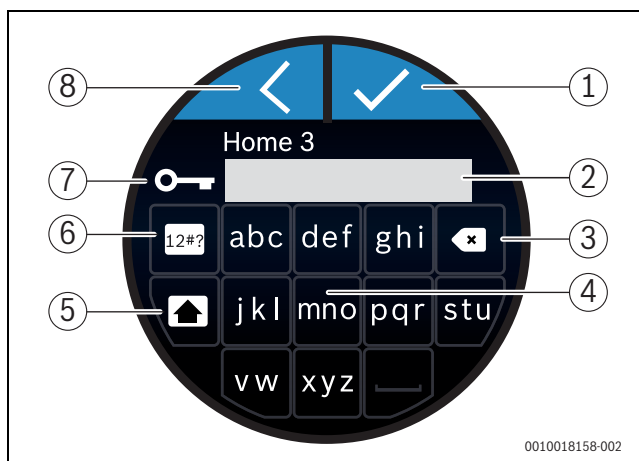 8 1
Home 3
7 2
6 12#? abc def ghi 3
5 jkl mno pqr stu 4
vw xyz
0010018158-002